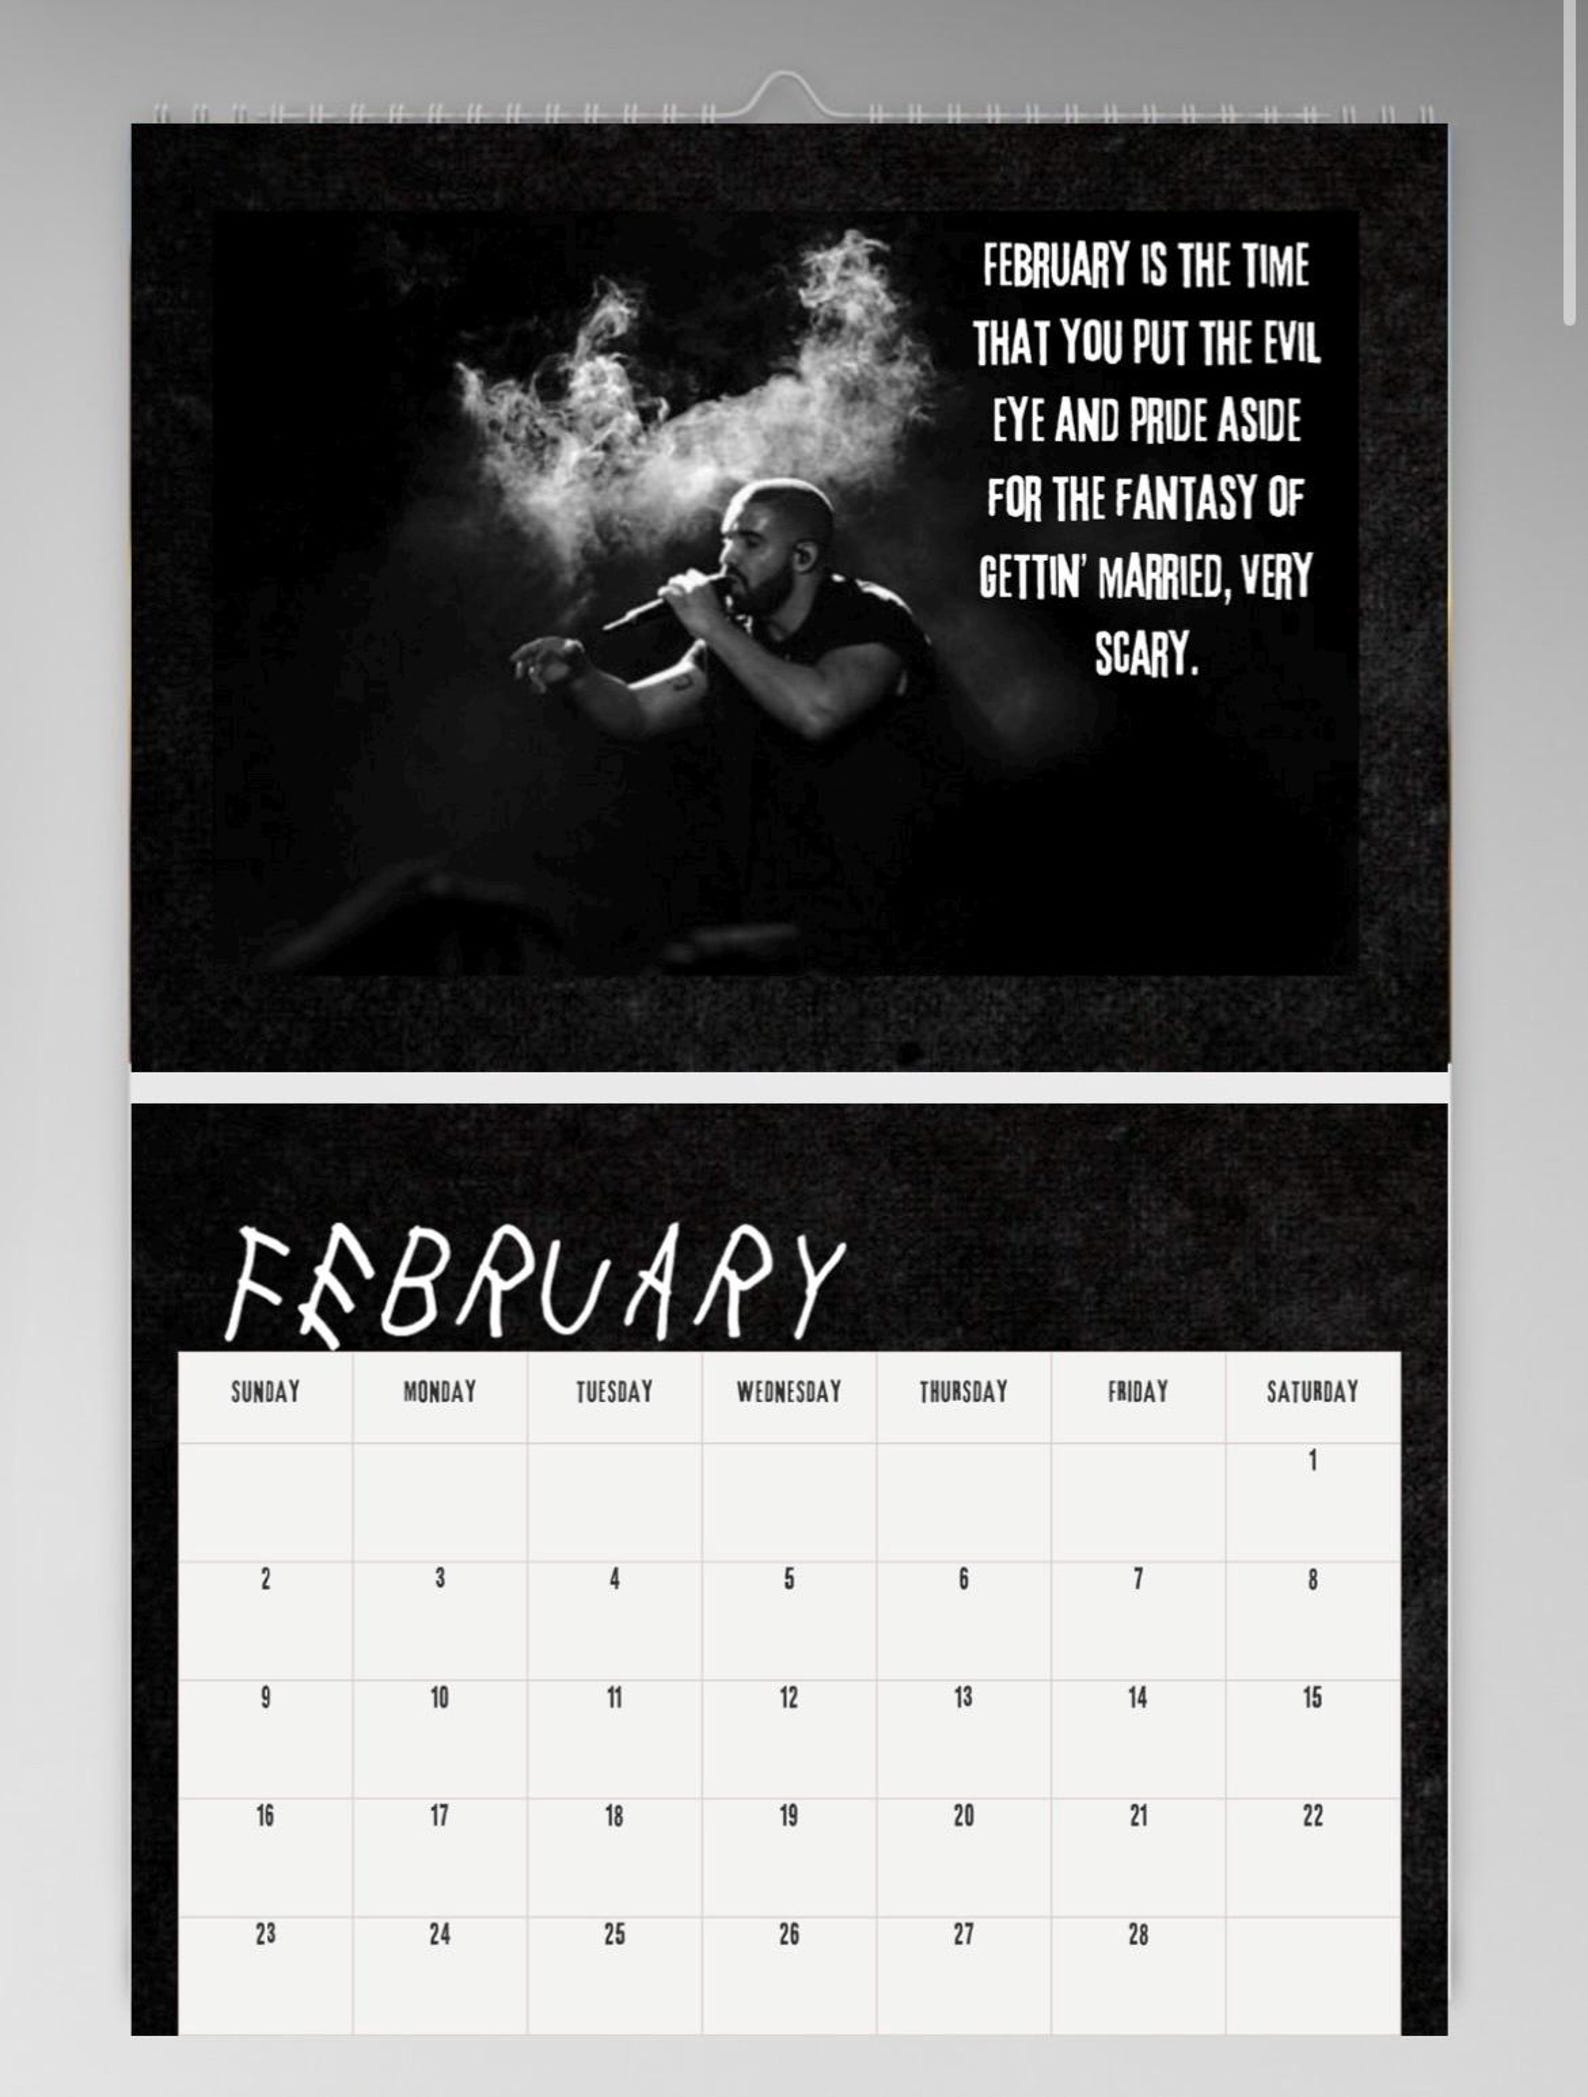 FEBRUARY IS THE TIME
THAT YOU PUT THE EVIL
EYE AND PRIDE ASIDE
FOR THE FANTASY OF
GETTIN' MARRIED, VERY
SCARY.
FEBRUARY
SUNDAY MONDAY TUESDAY WEDNESDAY THURSDAY FRIDAY SATURDAY
1
2 3 4 5 6 7 8
9 10 11 12 13 14 15
16 17 18 19 20 21 22
23 24 25 26 27 28